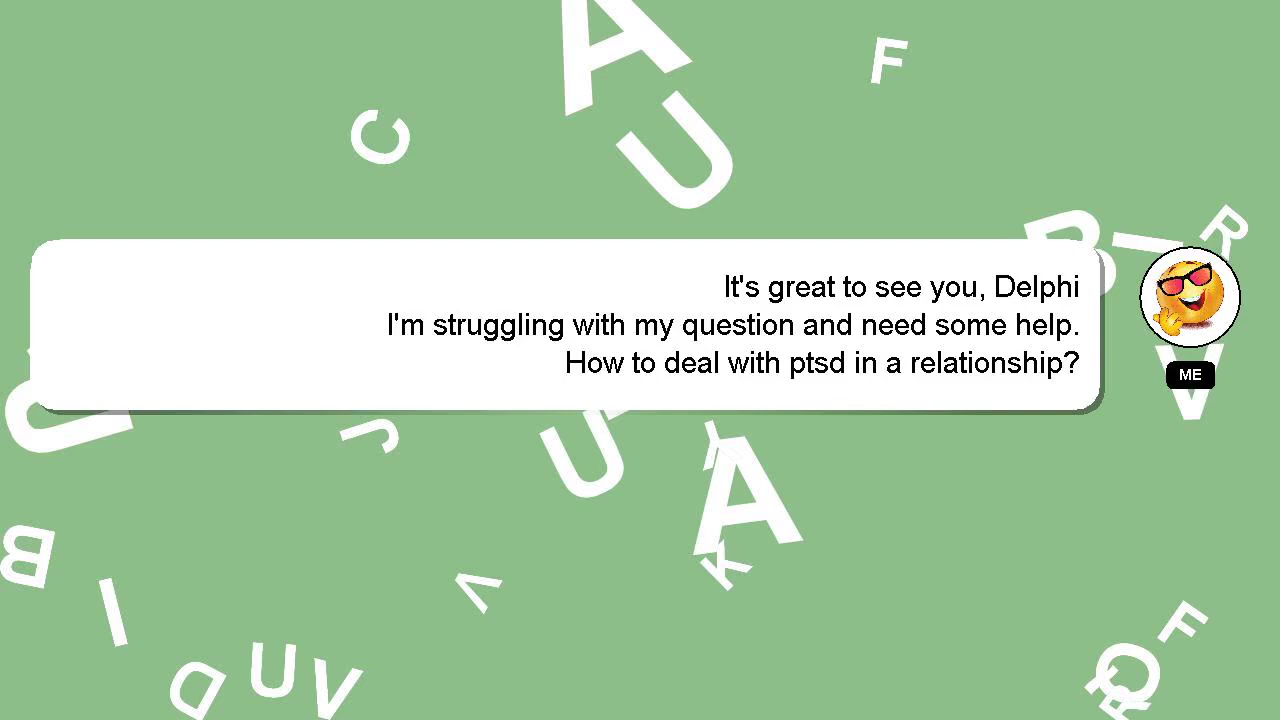 A
F
C
U
R
B
I
It's great to see you, Delphi
I'm struggling with my question and need some help.
How to deal with ptsd in a relationship?
ME
V
J
U
A
K
B
I
V
D
U
V
F
Q
R